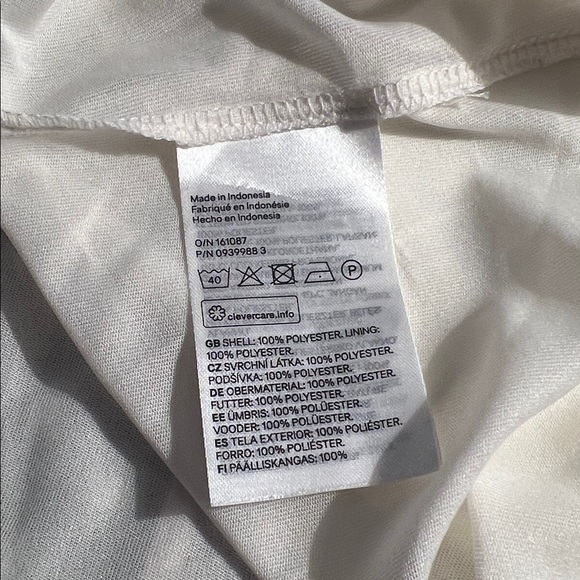 Made in Indonesia
Fabriqué en Indonésie
Hecho en Indonesia
O/N 161087
P/N 0939988 3
40
P
clevercare.info
GB SHELL: 100% POLYESTER. LINING:
100% POLYESTER.
CZ SVRCHNÍ LÁTKA: 100% POLYESTER.
PODŠÍVKA: 100% POLYESTER.
DE OBERMATERIAL: 100% POLYESTER.
FUTTER: 100% POLYESTER.
EE ÜMBRIS: 100% POLÜESTER.
VOODER: 100% POLÜESTER.
ES TELA EXTERIOR: 100% POLIÉSTER.
FORRO: 100% POLIÉSTER.
FI PÄÄLLISKANGAS: 100%